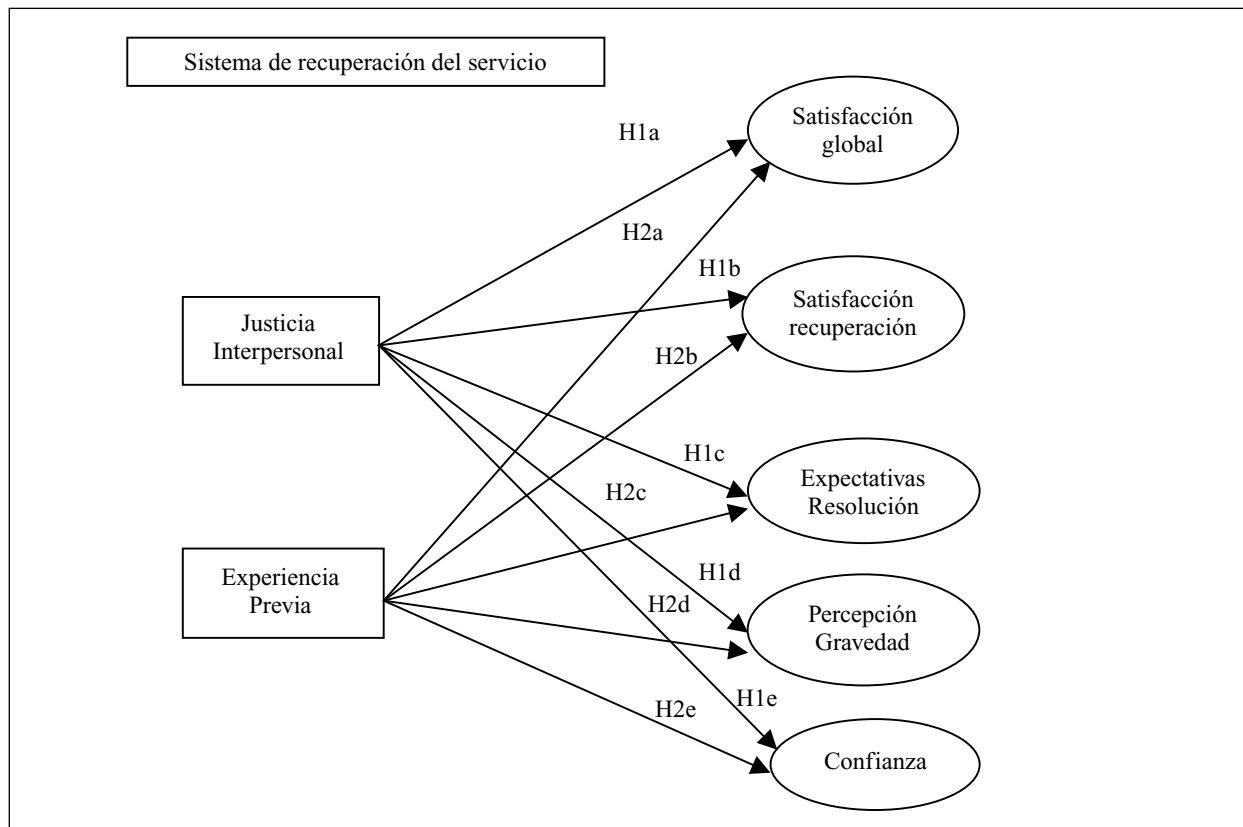 Sistema de recuperación del servicio
Satisfacción
global
H1a
H2a
H1b
Justicia
Interpersonal
Satisfacción
recuperación
H2b
H1c
Expectativas
Resolución
H2c
Experiencia
Previa
H1d
H2d
Percepción
Gravedad
H1e
H2e
Confianza